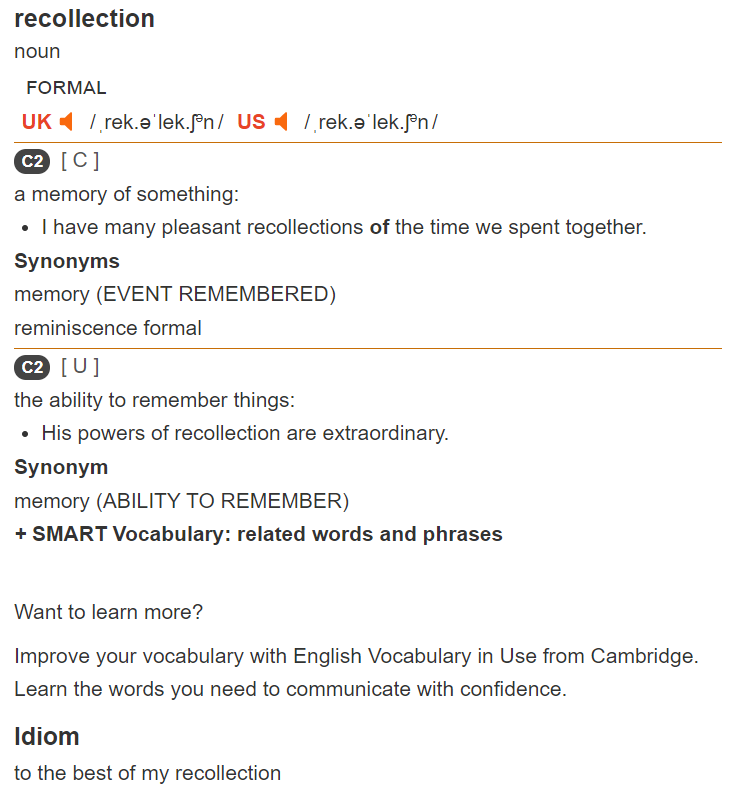 recollection
noun
FORMAL
UK /ˌrek.əˈlek.ʃᵊn/ US /ˌrek.əˈlek.ʃᵊn/
C2 [ C ]
a memory of something:
• I have many pleasant recollections of the time we spent together.
Synonyms
memory (EVENT REMEMBERED)
reminiscence formal
C2 [ U ]
the ability to remember things:
• His powers of recollection are extraordinary.
Synonym
memory (ABILITY TO REMEMBER)
+ SMART Vocabulary: related words and phrases
Want to learn more?
Improve your vocabulary with English Vocabulary in Use from Cambridge.
Learn the words you need to communicate with confidence.
Idiom
to the best of my recollection